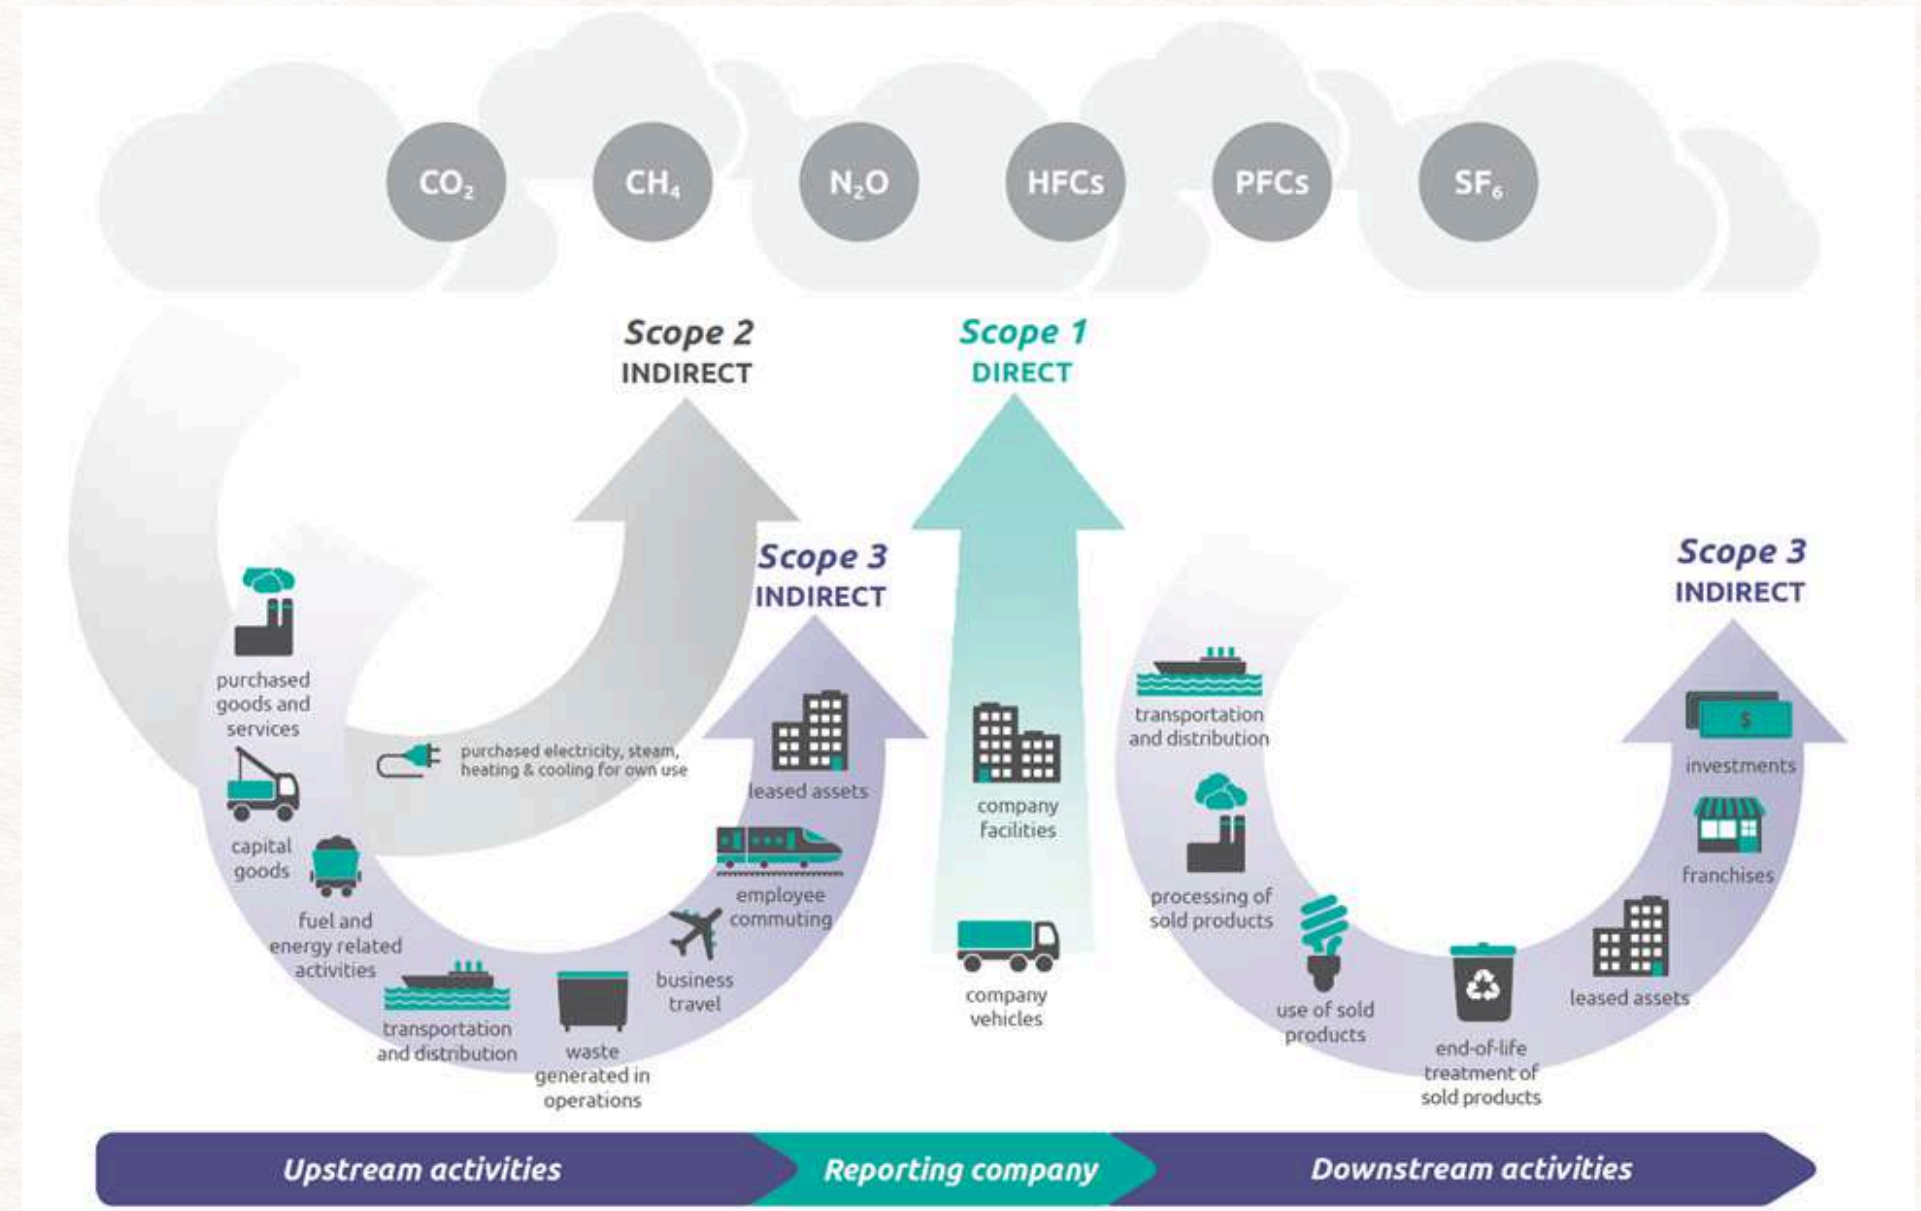 CO₂
CH₄
N₂O
HFCs
PFCs
SF₆
Scope 2
INDIRECT
Scope 1
DIRECT
Scope 3
INDIRECT
Scope 3
INDIRECT
purchased
goods and
services
capital
goods
fuel and
energy related
activities
transportation
and distribution
waste
generated in
operations
business
travel
employee
commuting
leased assets
purchased electricity, steam,
heating & cooling for own use
company
facilities
company
vehicles
transportation
and distribution
processing of
sold products
use of sold
products
end-of-life
treatment of
sold products
leased assets
franchises
investments
$
Upstream activities
Reporting company
Downstream activities